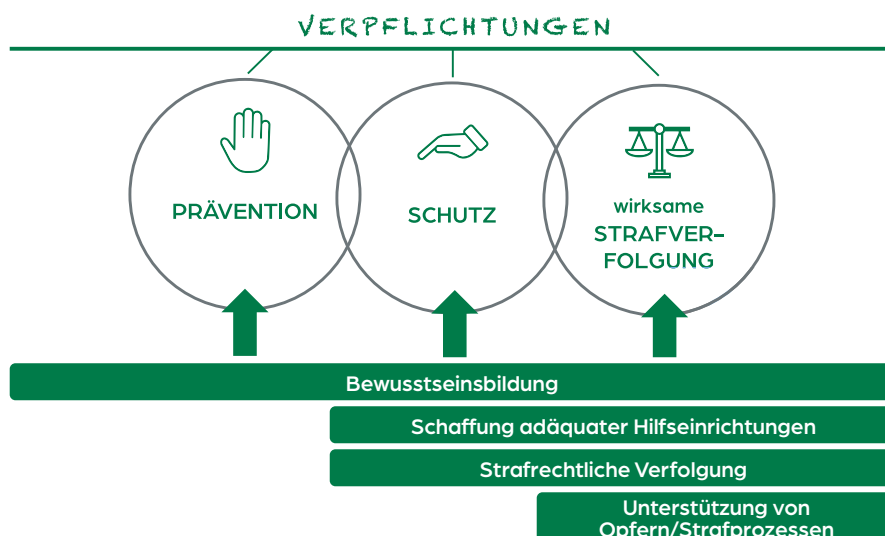 VERPFLICHTUNGEN
PRÄVENTION
SCHUTZ
wirksame
STRAFVER-
FOLGUNG
Bewusstseinsbildung
Schaffung adäquater Hilfseinrichtungen
Strafrechtliche Verfolgung
Unterstützung von
Opfern/Strafprozessen